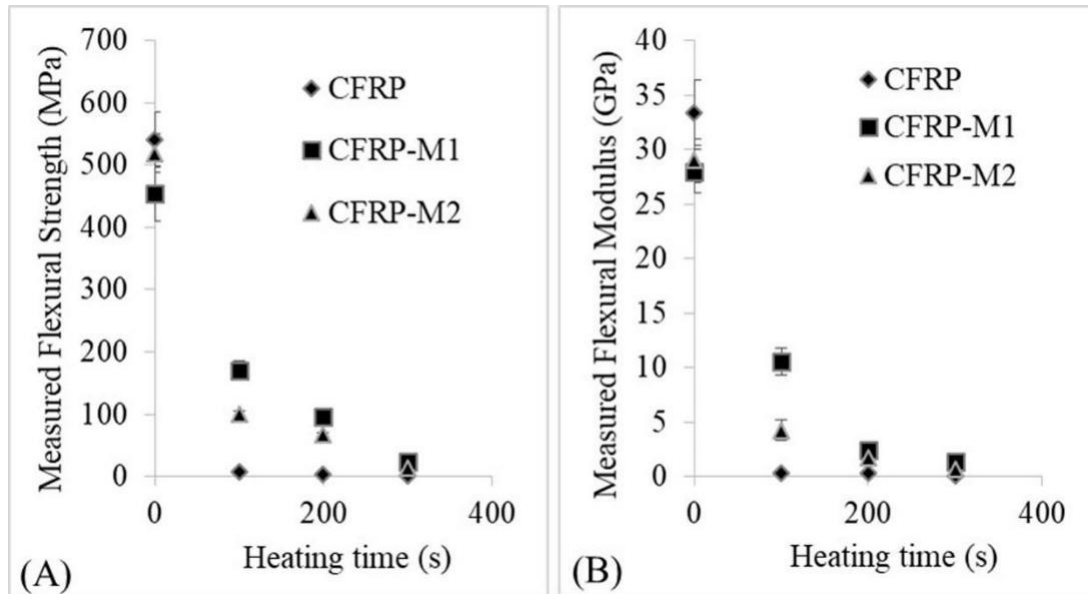 Measured Flexural Strength (MPa)
700
600
500
400
300
200
100
0
0
200
400
Heating time (s)
CFRP
CFRP-M1
CFRP-M2
(A)
Measured Flexural Modulus (GPa)
40
35
30
25
20
15
10
5
0
0
200
400
Heating time (s)
CFRP
CFRP-M1
CFRP-M2
(B)